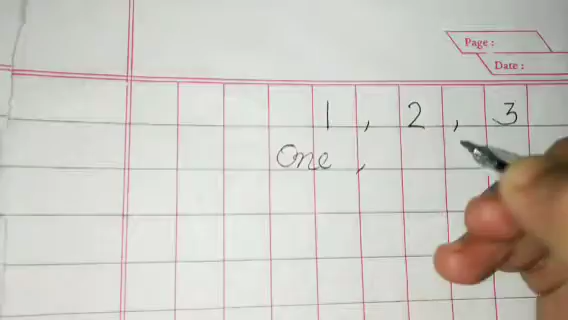 Page :
Date :
1 , 2 , 3
One ,